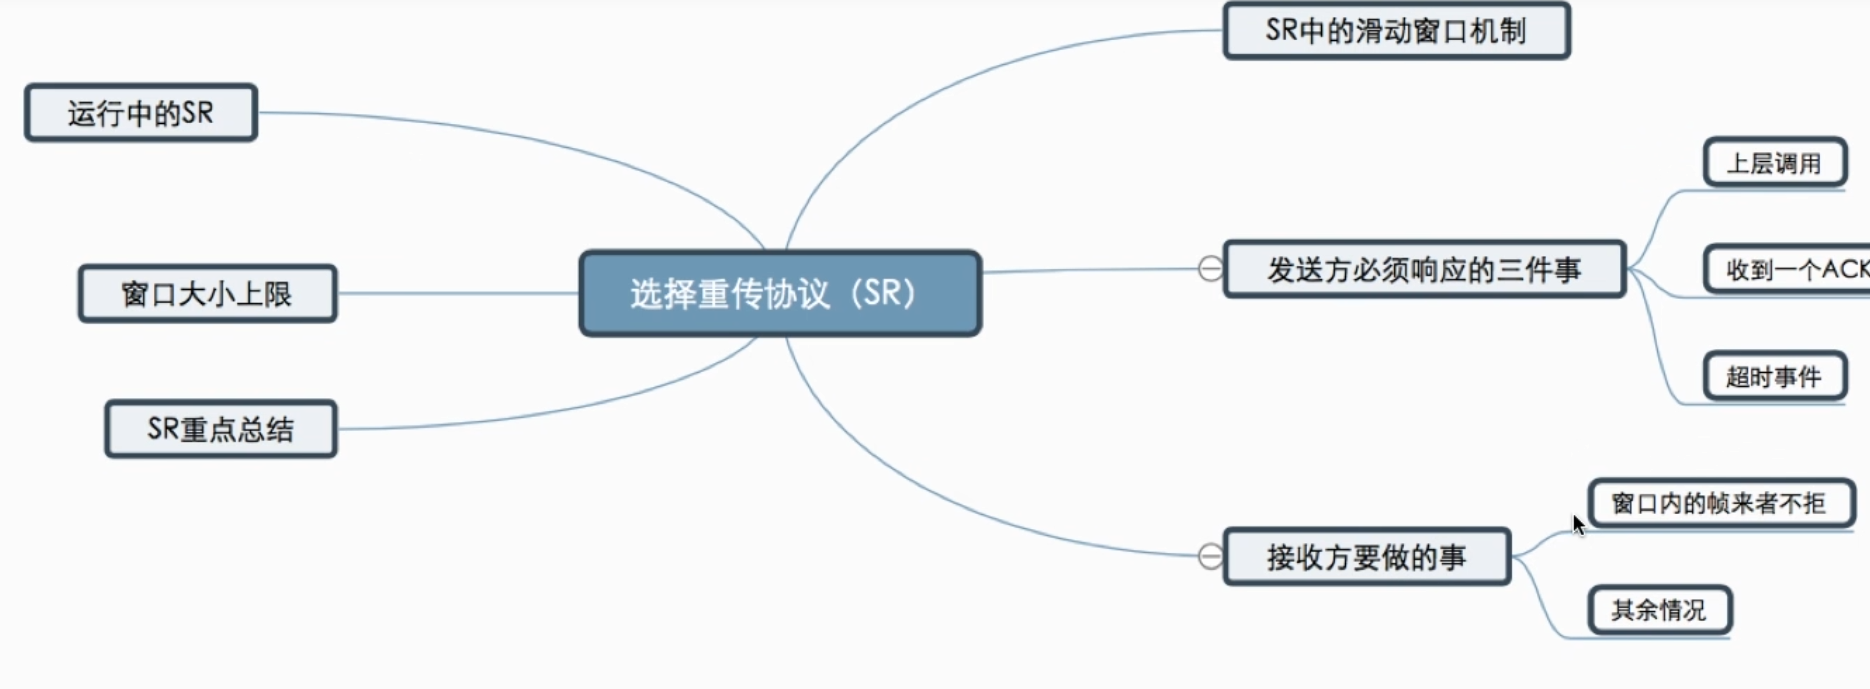 SR中的滑动窗口机制
运行中的SR
上层调用
发送方必须响应的三件事
收到一个ACK
窗口大小上限
选择重传协议（SR）
超时事件
SR重点总结
窗口内的帧来者不拒
接收方要做的事
其余情况